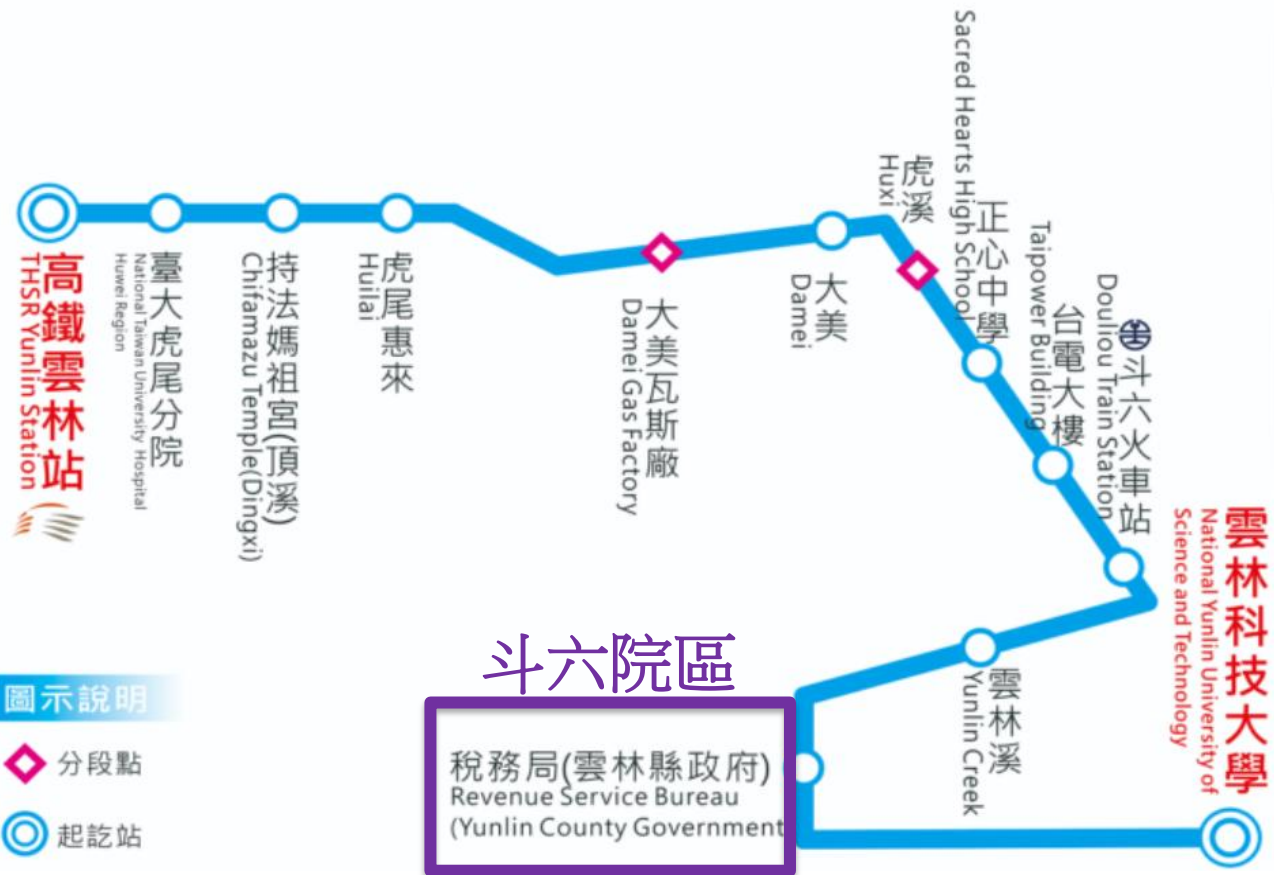 高鐵雲林站
THSR Yunlin Station
臺大虎尾分院
National Taiwan University Hospital
Huwei Region
持法媽祖宮(頂溪)
Chifamazu Temple(Dingxi)
虎尾惠來
Huilai
大美瓦斯廠
Damei Gas Factory
大美
Damei
虎溪
Huxi
正心中學
Sacred Hearts High School
台電大樓
Taipower Building
斗六火車站
Douliou Train Station
雲林溪
Yunlin Creek
斗六院區
稅務局(雲林縣政府)
Revenue Service Bureau
(Yunlin County Government
雲林科技大學
National Yunlin University of
Science and Technology
圖示說明
分段點
起訖站